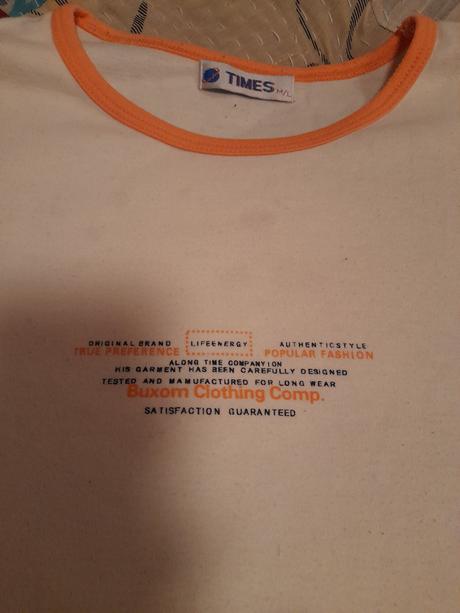 TIMES M/L
ORIGINAL BRAND LIFEENERGY AUTHENTICSTYLE
TRUE PREFERENCE POPULAR FASHION
ALONG TIME COMPANYION
HIS GARMENT HAS BEEN CAREFULLY DESIGNED
TESTED AND MAMUFACTURED FOR LONG WEAR
Buxom Clothing Comp.
SATISFACTION GUARANTEED